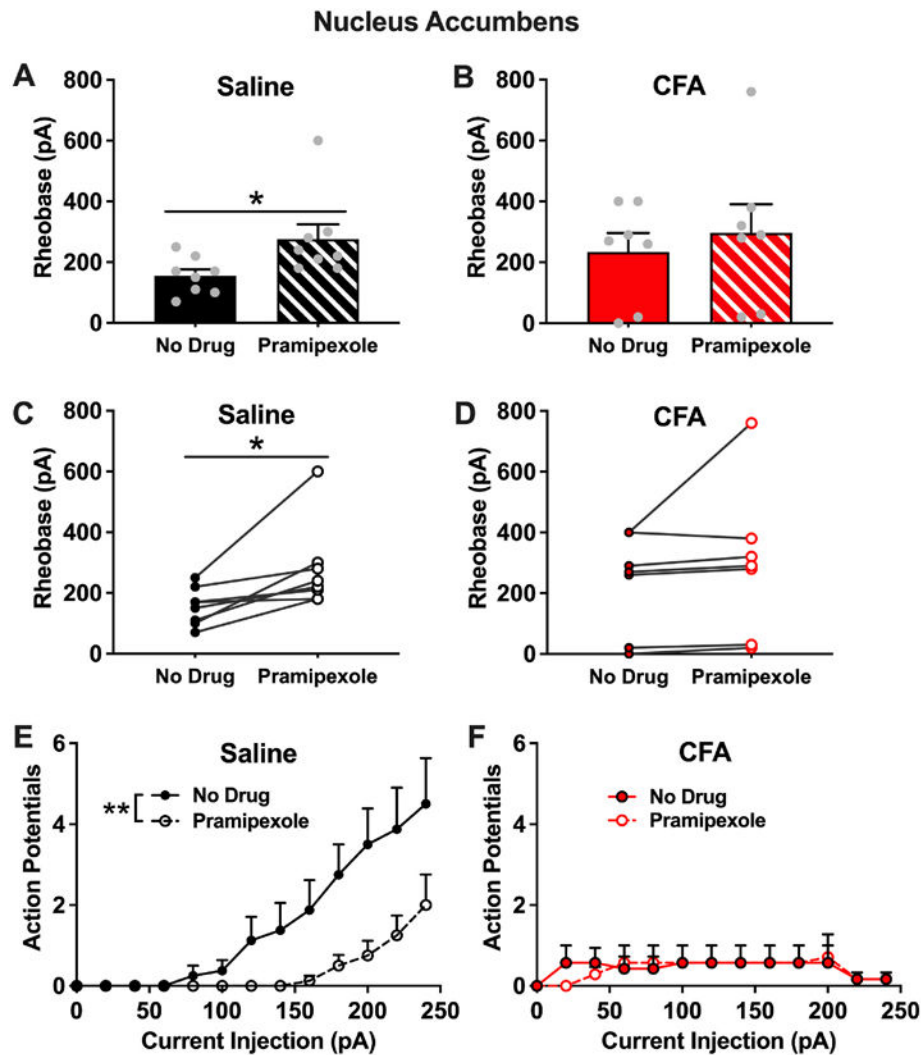 Nucleus Accumbens
A
Saline
Rheobase (pA)
800
600
400
200
0
*
No Drug
Pramipexole
B
CFA
Rheobase (pA)
800
600
400
200
0
No Drug
Pramipexole
C
Saline
Rheobase (pA)
800
600
400
200
0
*
No Drug
Pramipexole
D
CFA
Rheobase (pA)
800
600
400
200
0
No Drug
Pramipexole
E
Saline
Action Potentials
6
4
2
0
**
No Drug
Pramipexole
0 50 100 150 200 250
Current Injection (pA)
F
CFA
Action Potentials
6
4
2
0
No Drug
Pramipexole
0 50 100 150 200 250
Current Injection (pA)